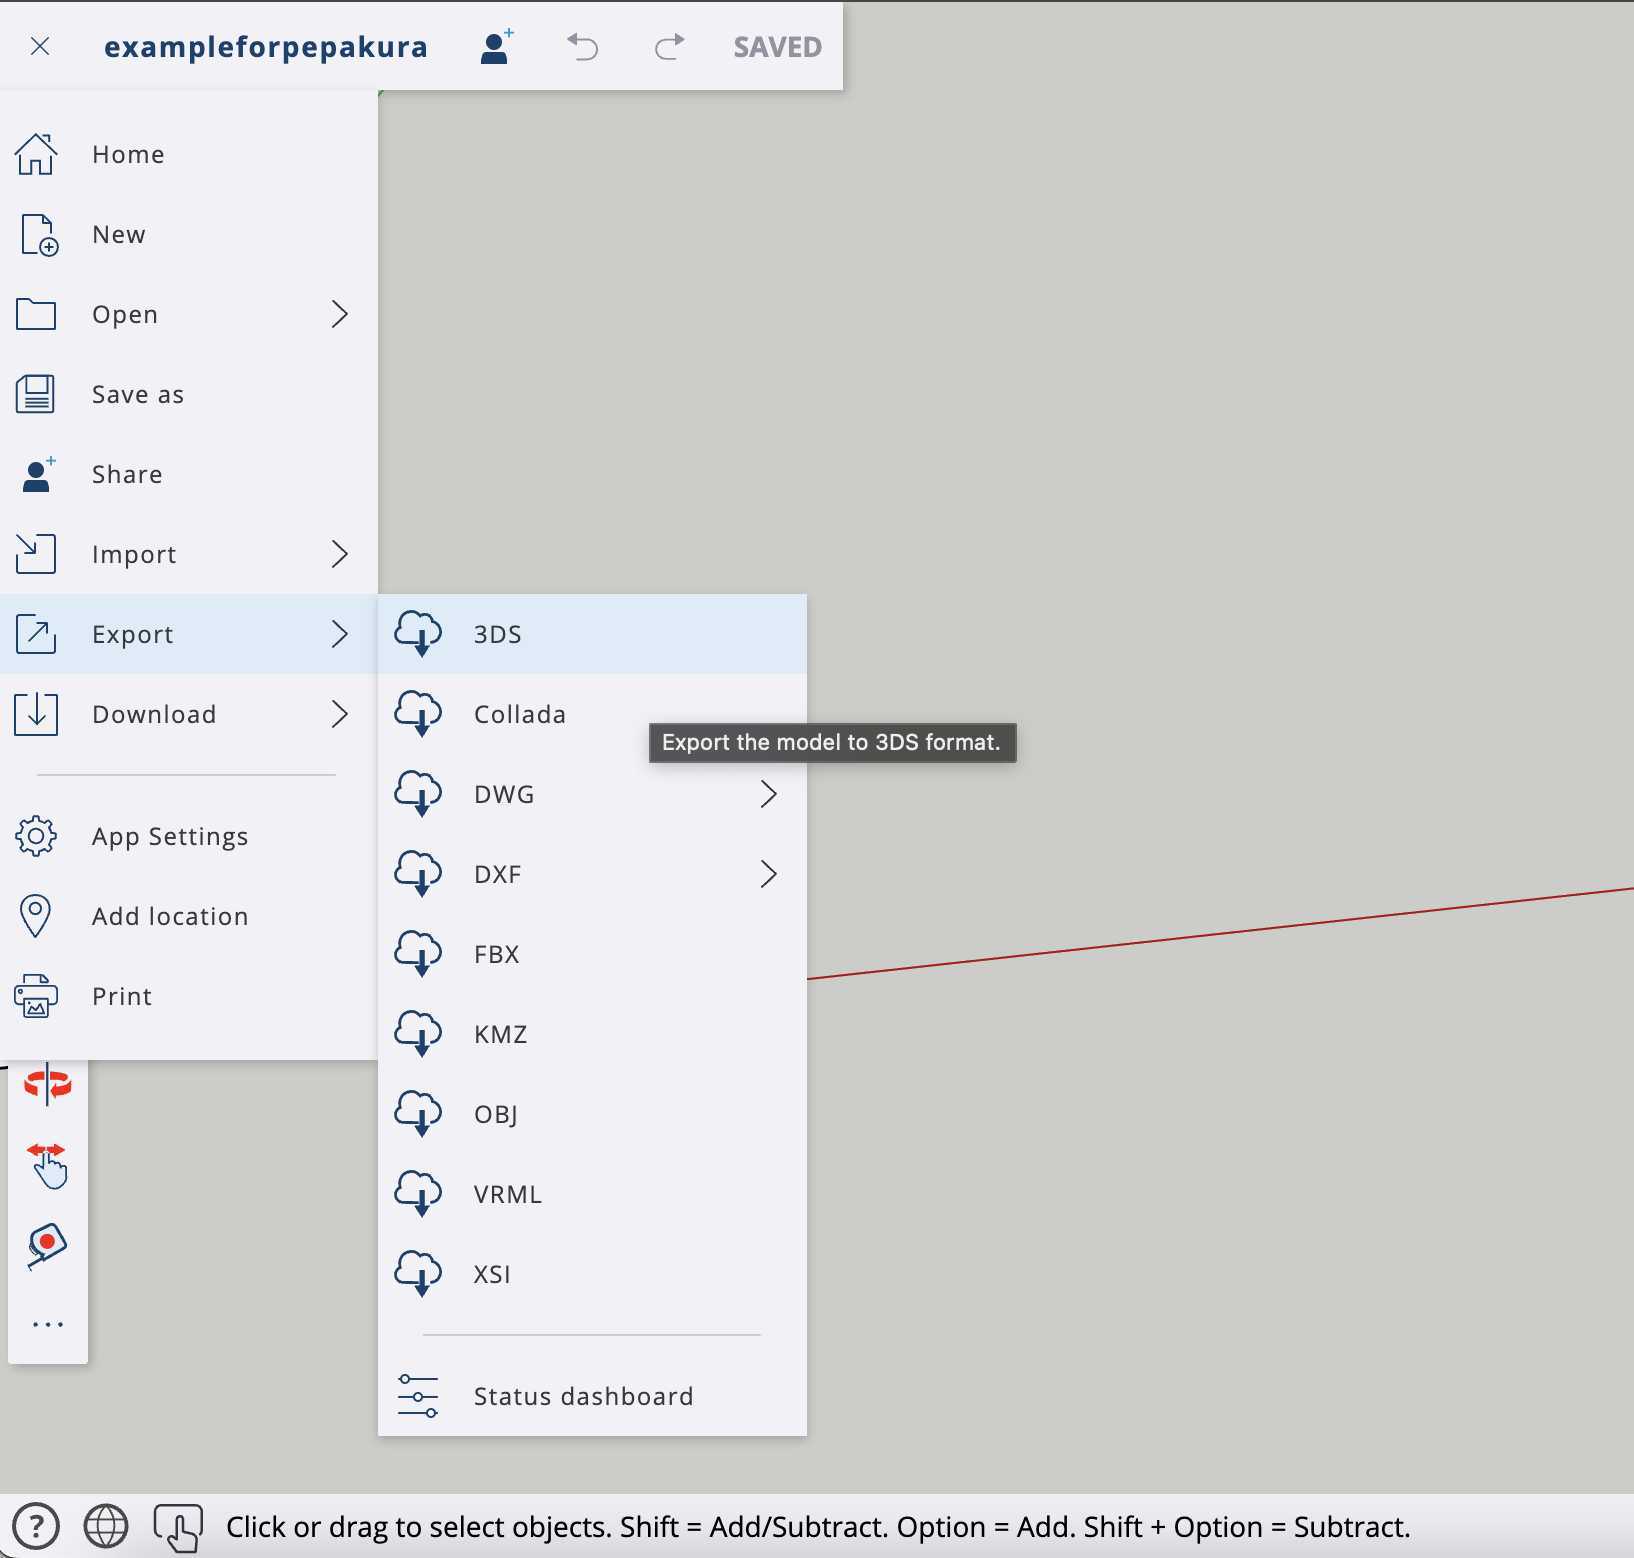 exampleforpepakura
SAVED
Home
New
Open
Save as
Share
Import
Export
Download
App Settings
Add location
Print
3DS
Collada
Export the model to 3DS format.
DWG
DXF
FBX
KMZ
OBJ
VRML
XSI
Status dashboard
? Click or drag to select objects. Shift = Add/Subtract. Option = Add. Shift + Option = Subtract.